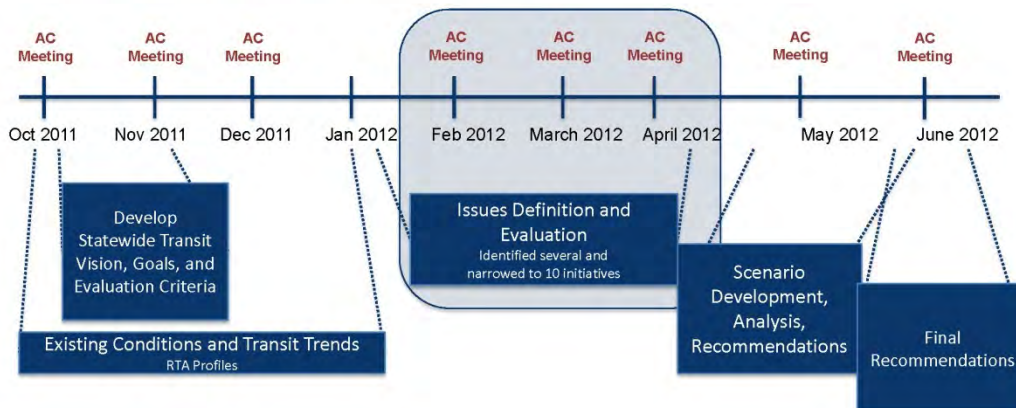 AC
Meeting
AC
Meeting
AC
Meeting
AC
Meeting
AC
Meeting
AC
Meeting
AC
Meeting
AC
Meeting
Oct 2011
Nov 2011
Dec 2011
Jan 2012
Feb 2012
March 2012
April 2012
May 2012
June 2012
Develop
Statewide Transit
Vision, Goals, and
Evaluation Criteria
Existing Conditions and Transit Trends
RTA Profiles
Issues Definition and
Evaluation
Identified several and
narrowed to 10 initiatives
Scenario
Development,
Analysis,
Recommendations
Final
Recommendations